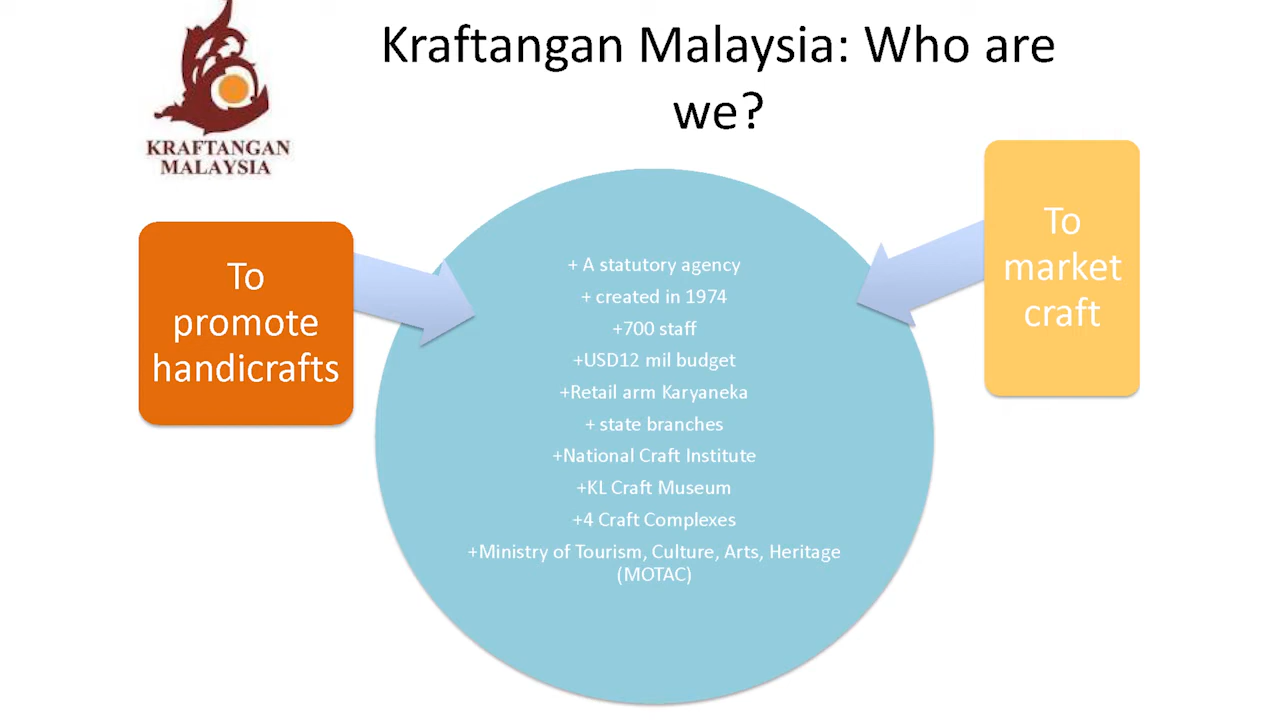 KRAFTANGAN
MALAYSIA
Kraftangan Malaysia: Who are
we?
To
promote
handicrafts
+ A statutory agency
+ created in 1974
+700 staff
+USD12 mil budget
+Retail arm Karyaneka
+ state branches
+National Craft Institute
+KL Craft Museum
+4 Craft Complexes
+Ministry of Tourism, Culture, Arts, Heritage
(MOTAC)
To
market
craft